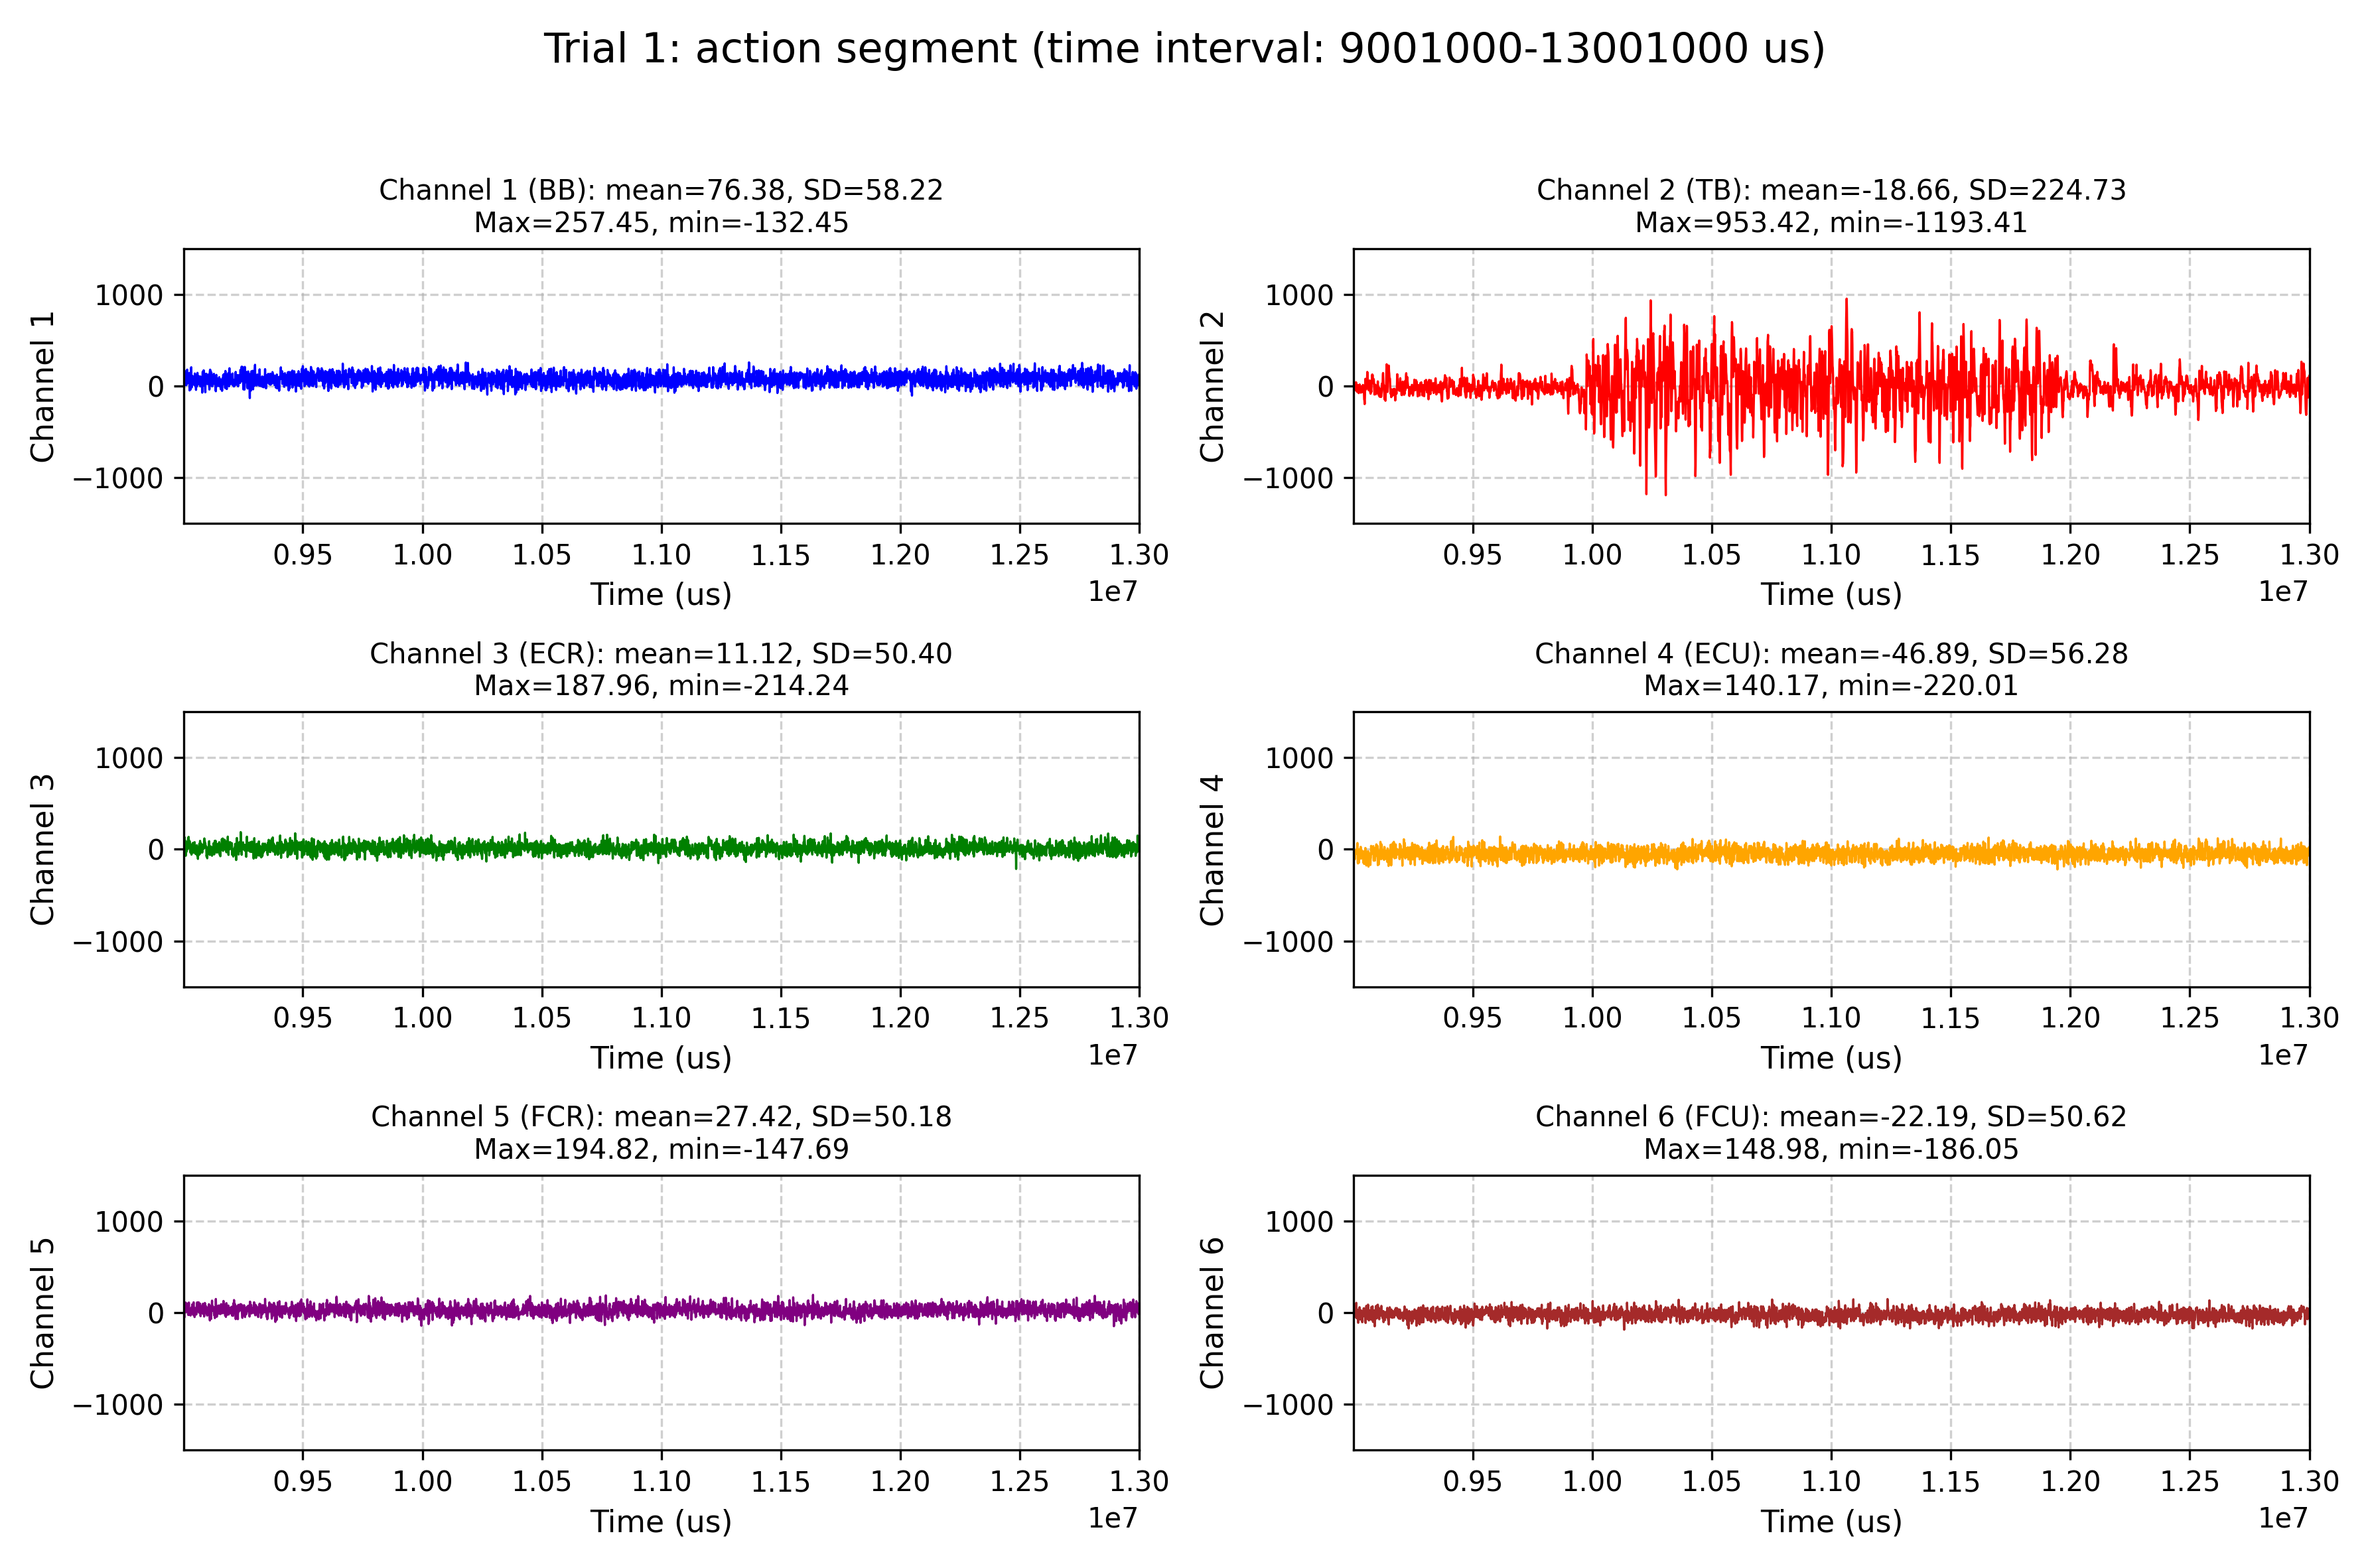 Trial 1: action segment (time interval: 9001000-13001000 us)
Channel 1 (BB): mean=76.38, SD=58.22
Max=257.45, min=-132.45
Channel 1
1000
0
−1000
0.95 1.00 1.05 1.10 1.15 1.20 1.25 1.30
Time (us)
1e7
Channel 2 (TB): mean=-18.66, SD=224.73
Max=953.42, min=-1193.41
Channel 2
1000
0
−1000
0.95 1.00 1.05 1.10 1.15 1.20 1.25 1.30
Time (us)
1e7
Channel 3 (ECR): mean=11.12, SD=50.40
Max=187.96, min=-214.24
Channel 3
1000
0
−1000
0.95 1.00 1.05 1.10 1.15 1.20 1.25 1.30
Time (us)
1e7
Channel 4 (ECU): mean=-46.89, SD=56.28
Max=140.17, min=-220.01
Channel 4
1000
0
−1000
0.95 1.00 1.05 1.10 1.15 1.20 1.25 1.30
Time (us)
1e7
Channel 5 (FCR): mean=27.42, SD=50.18
Max=194.82, min=-147.69
Channel 5
1000
0
−1000
0.95 1.00 1.05 1.10 1.15 1.20 1.25 1.30
Time (us)
1e7
Channel 6 (FCU): mean=-22.19, SD=50.62
Max=148.98, min=-186.05
Channel 6
1000
0
−1000
0.95 1.00 1.05 1.10 1.15 1.20 1.25 1.30
Time (us)
1e7